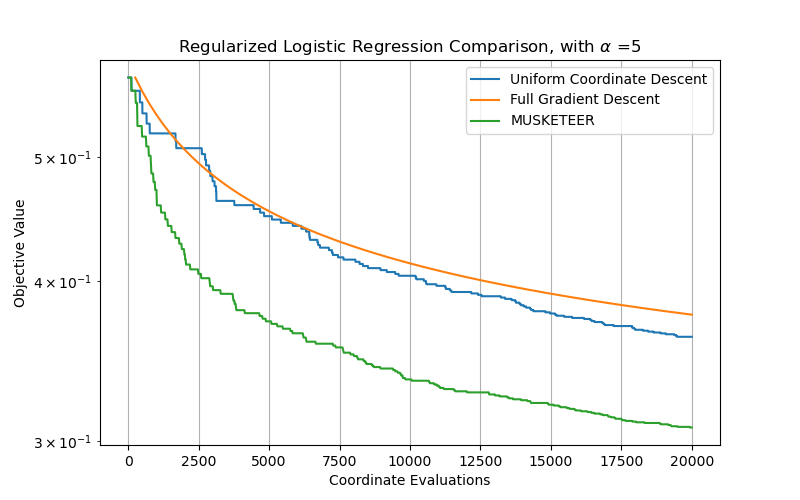 Regularized Logistic Regression Comparison, with α =5
Uniform Coordinate Descent
Full Gradient Descent
MUSKETEER
Objective Value
5 × 10⁻¹
4 × 10⁻¹
3 × 10⁻¹
0 2500 5000 7500 10000 12500 15000 17500 20000
Coordinate Evaluations